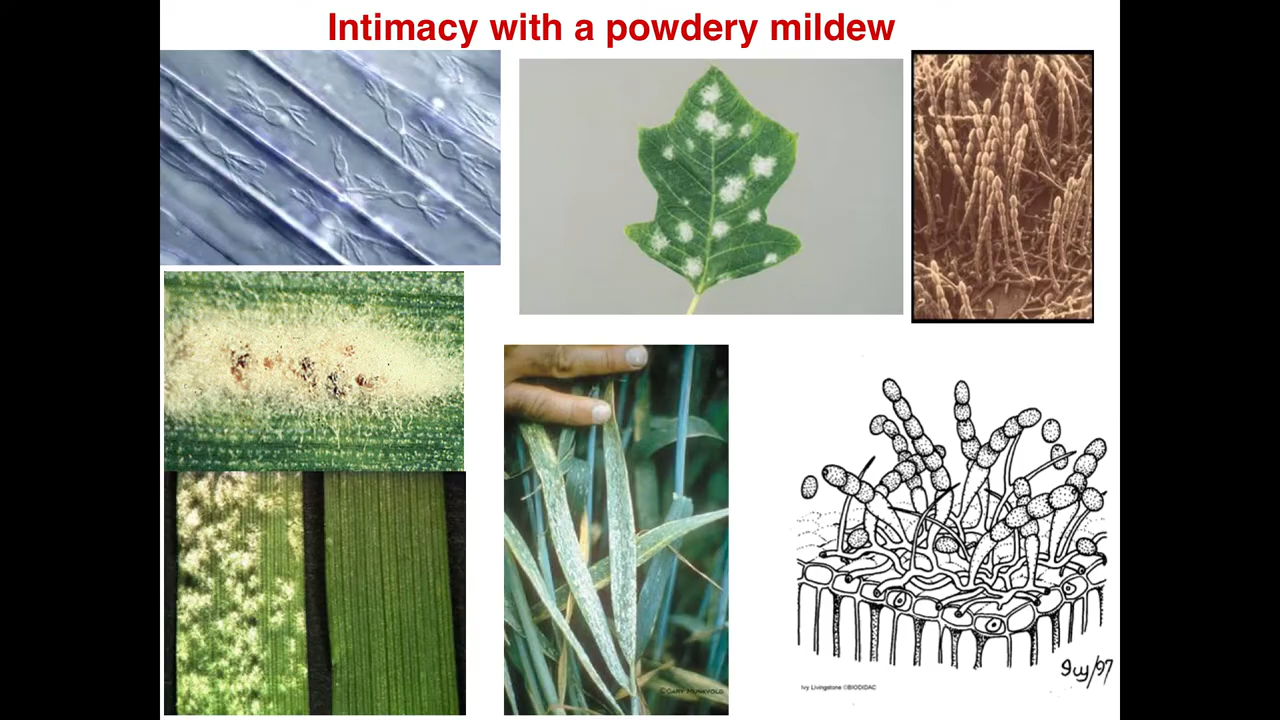 Intimacy with a powdery mildew
©GARY MUNKVOLD
Ivy Livingstone ©BIODIDAC
Ivy/97